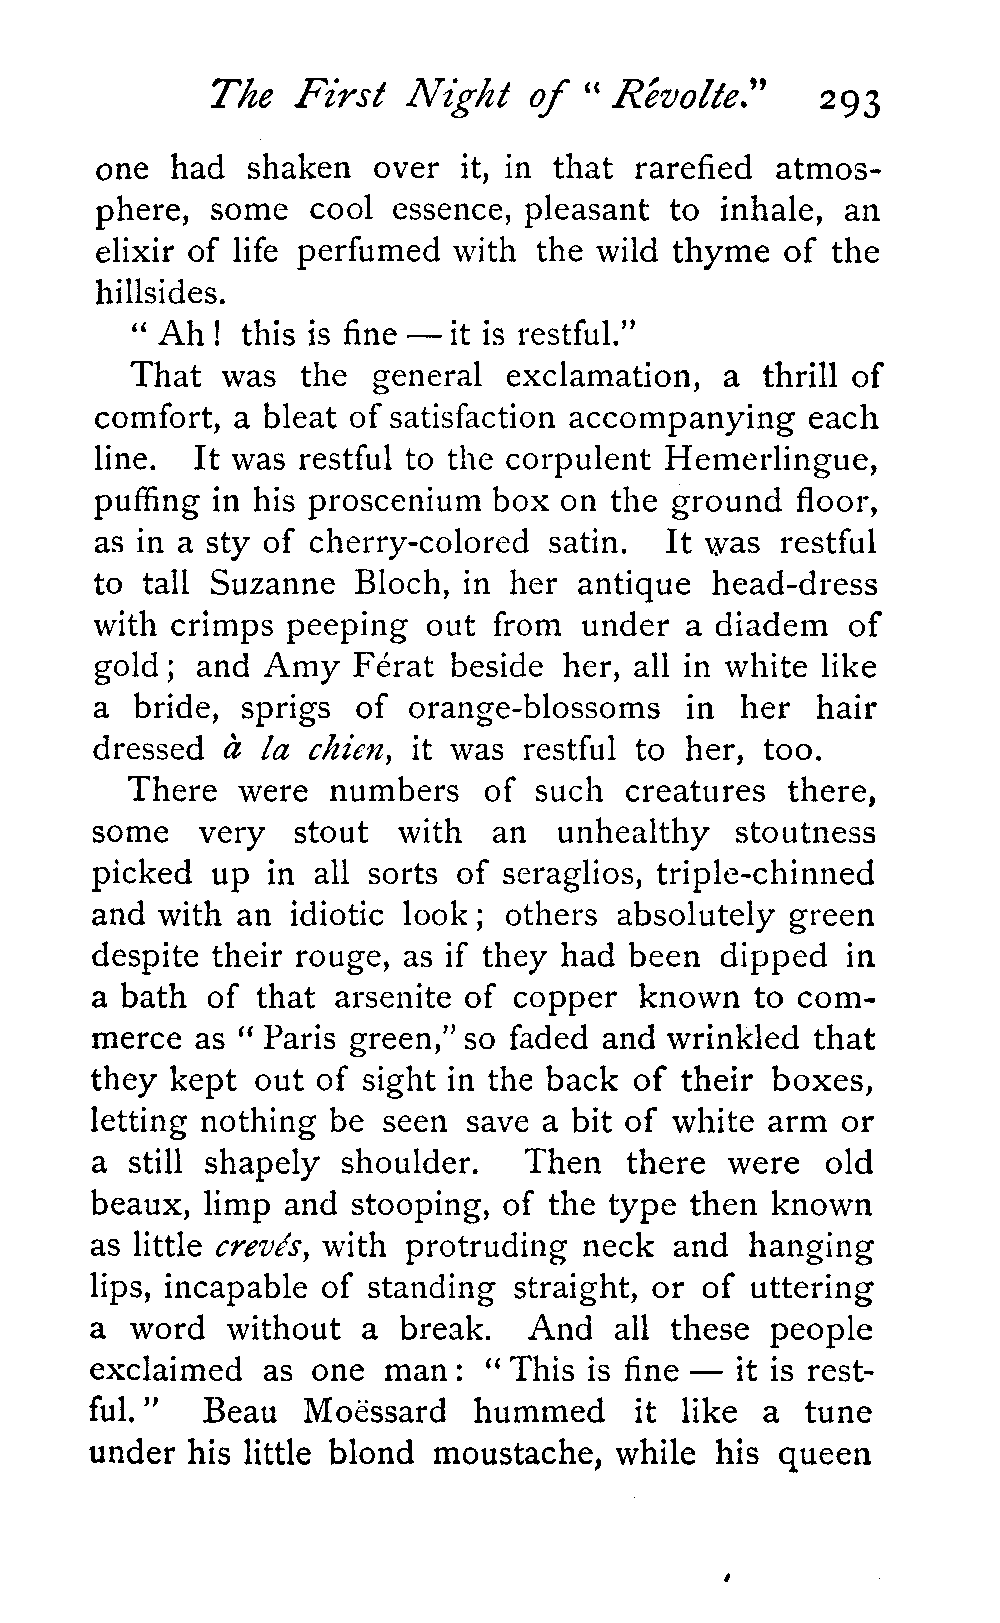 The First Night of “ Révolte.” 293
one had shaken over it, in that rarefied atmos-
phere, some cool essence, pleasant to inhale, an
elixir of life perfumed with the wild thyme of the
hillsides.
“ Ah ! this is fine — it is restful.”
That was the general exclamation, a thrill of
comfort, a bleat of satisfaction accompanying each
line. It was restful to the corpulent Hemerlingue,
puffing in his proscenium box on the ground floor,
as in a sty of cherry-colored satin. It was restful
to tall Suzanne Bloch, in her antique head-dress
with crimps peeping out from under a diadem of
gold ; and Amy Férat beside her, all in white like
a bride, sprigs of orange-blossoms in her hair
dressed à la chien, it was restful to her, too.
There were numbers of such creatures there,
some very stout with an unhealthy stoutness
picked up in all sorts of seraglios, triple-chinned
and with an idiotic look ; others absolutely green
despite their rouge, as if they had been dipped in
a bath of that arsenite of copper known to com-
merce as “ Paris green,” so faded and wrinkled that
they kept out of sight in the back of their boxes,
letting nothing be seen save a bit of white arm or
a still shapely shoulder. Then there were old
beaux, limp and stooping, of the type then known
as little crevés, with protruding neck and hanging
lips, incapable of standing straight, or of uttering
a word without a break. And all these people
exclaimed as one man : “ This is fine — it is rest-
ful. ” Beau Moëssard hummed it like a tune
under his little blond moustache, while his queen